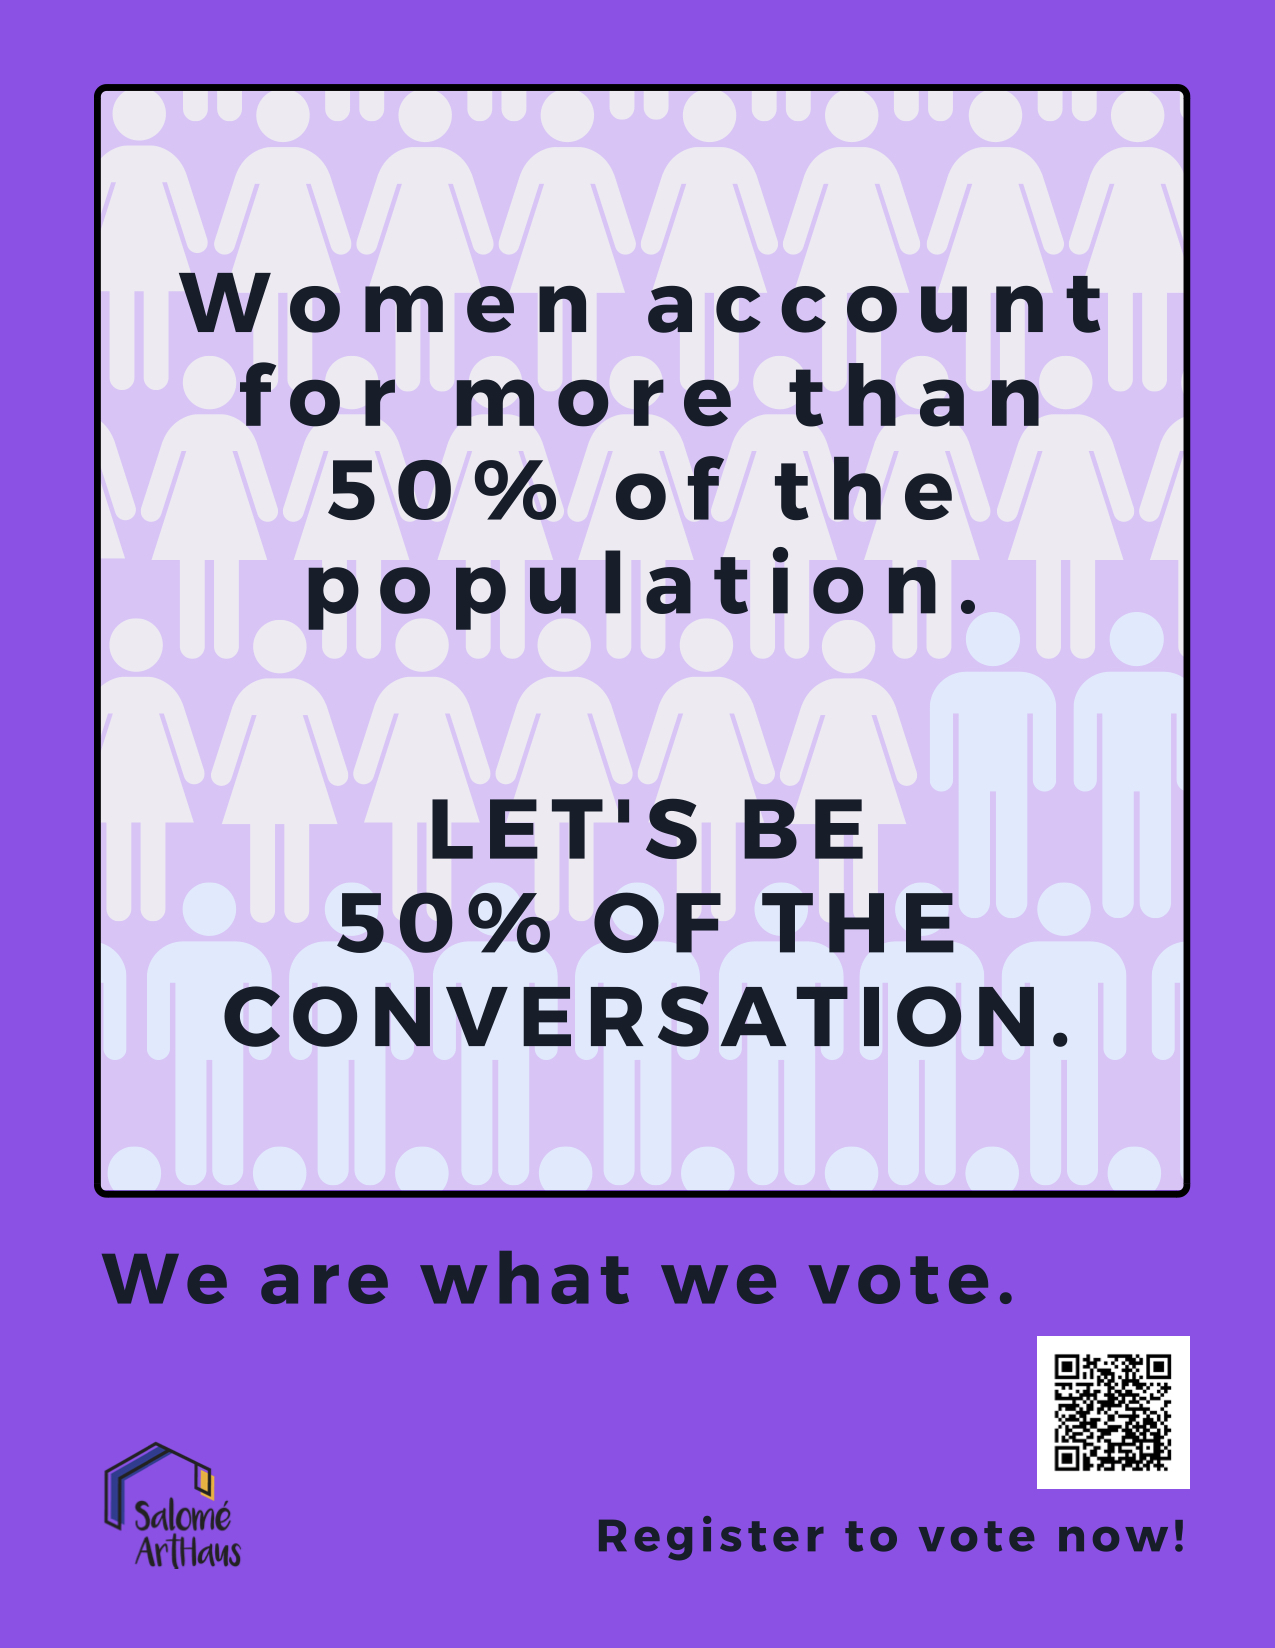 Women account
for more than
50% of the
population.
LET'S BE
50% OF THE
CONVERSATION.
We are what we vote.
Salomé
ArtHaus
Register to vote now!